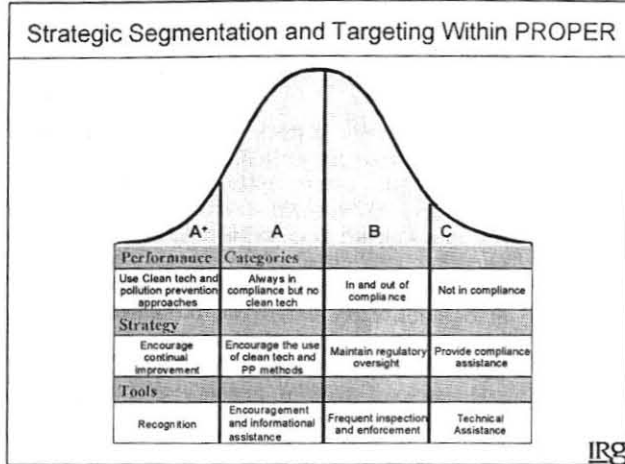 Strategic Segmentation and Targeting Within PROPER
A+ A B C
Performance Categories
Use Clean tech and pollution prevention approaches
Always in compliance but no clean tech
In and out of compliance
Not in compliance
Strategy
Encourage continual improvement
Encourage the use of clean tech and PP methods
Maintain regulatory oversight
Provide compliance assistance
Tools
Recognition
Encouragement and informational assistance
Frequent inspection and enforcement
Technical Assistance
IRG